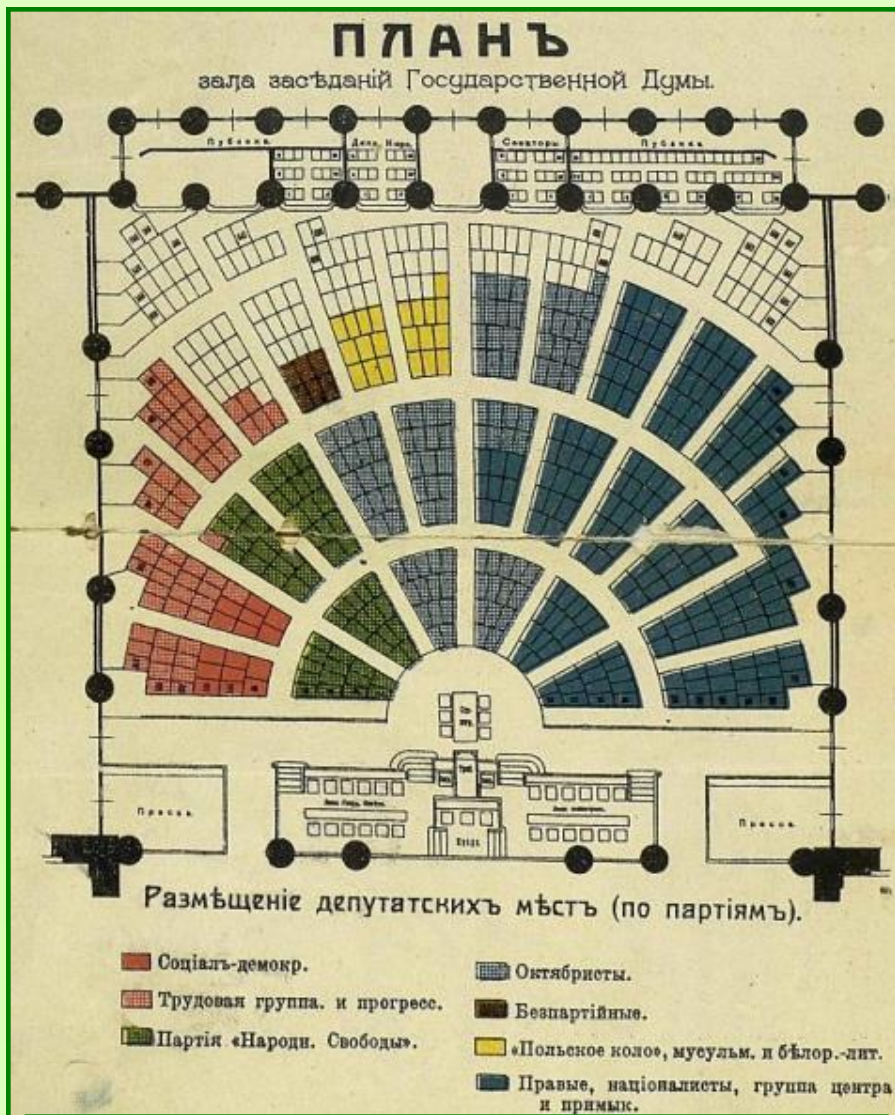 ПЛАНЪ
зала засѣданій Государственной Думы.
Публика.
Сенаторы
Публика
Пресса.
Пресса.
Размѣщеніе депутатскихъ мѣстъ (по партіямъ).
Соціалъ-демокр.
Трудовая группа. и прогресс.
Партія «Народн. Свободы».
Октябристы.
Безпартійные.
«Польское коло», мусульм. и бѣлор.-лит.
Правые, націоналисты, группа центра
и примык.